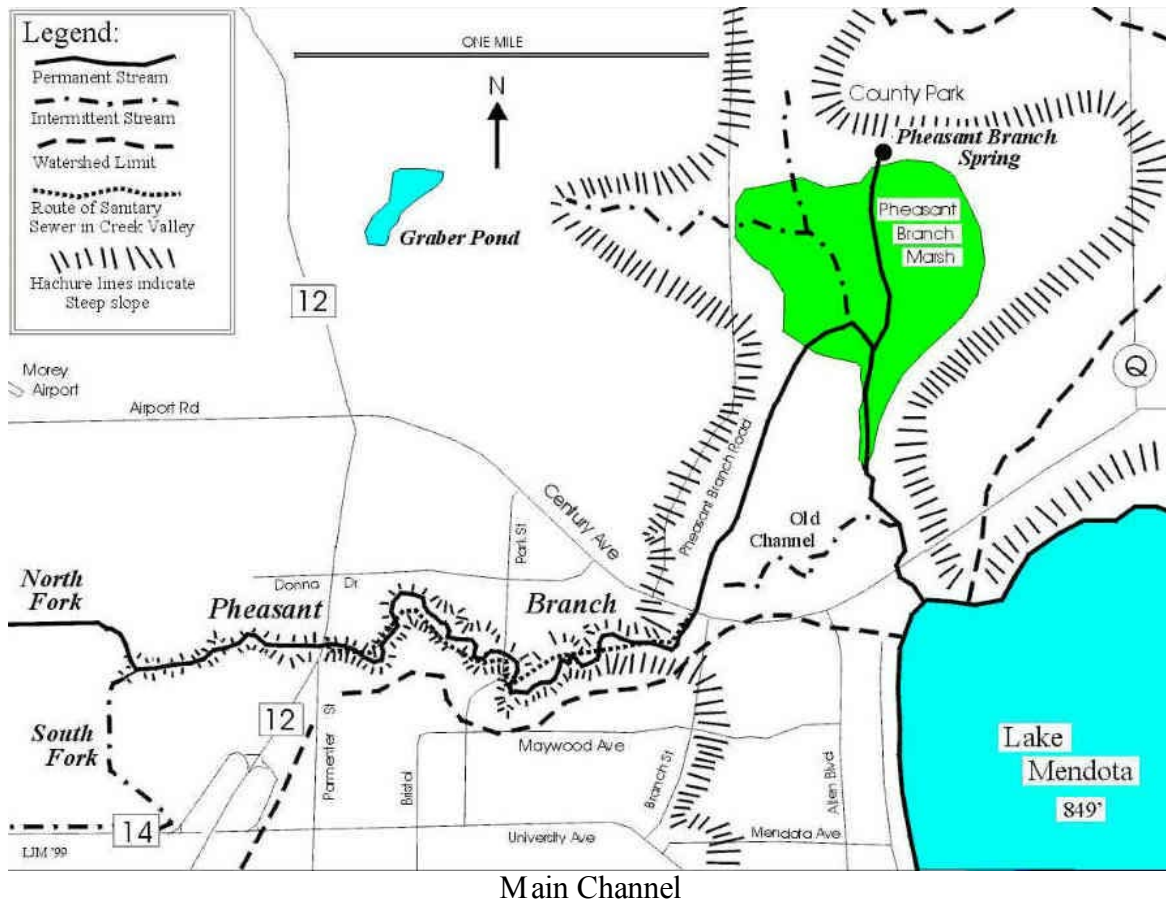 Legend:
Permanent Stream
Intermittent Stream
Watershed Limit
Route of Sanitary
Sewer in Creek Valley
Hachure lines indicate
Steep slope
ONE MILE
N
County Park
Pheasant Branch
Spring
Pheasant
Branch
Marsh
Graber Pond
12
Morey
Airport
Airport Rd
Q
Pheasant Branch Road
Century Ave
Park St
Old
Channel
North
Fork
Donna Dr
Pheasant
Branch
South
Fork
12
Parmenter St
Bristol
Maywood Ave
Branch St
Allen Blvd
Lake
Mendota
849'
14
University Ave
Mendota Ave
LJM '99
Main Channel